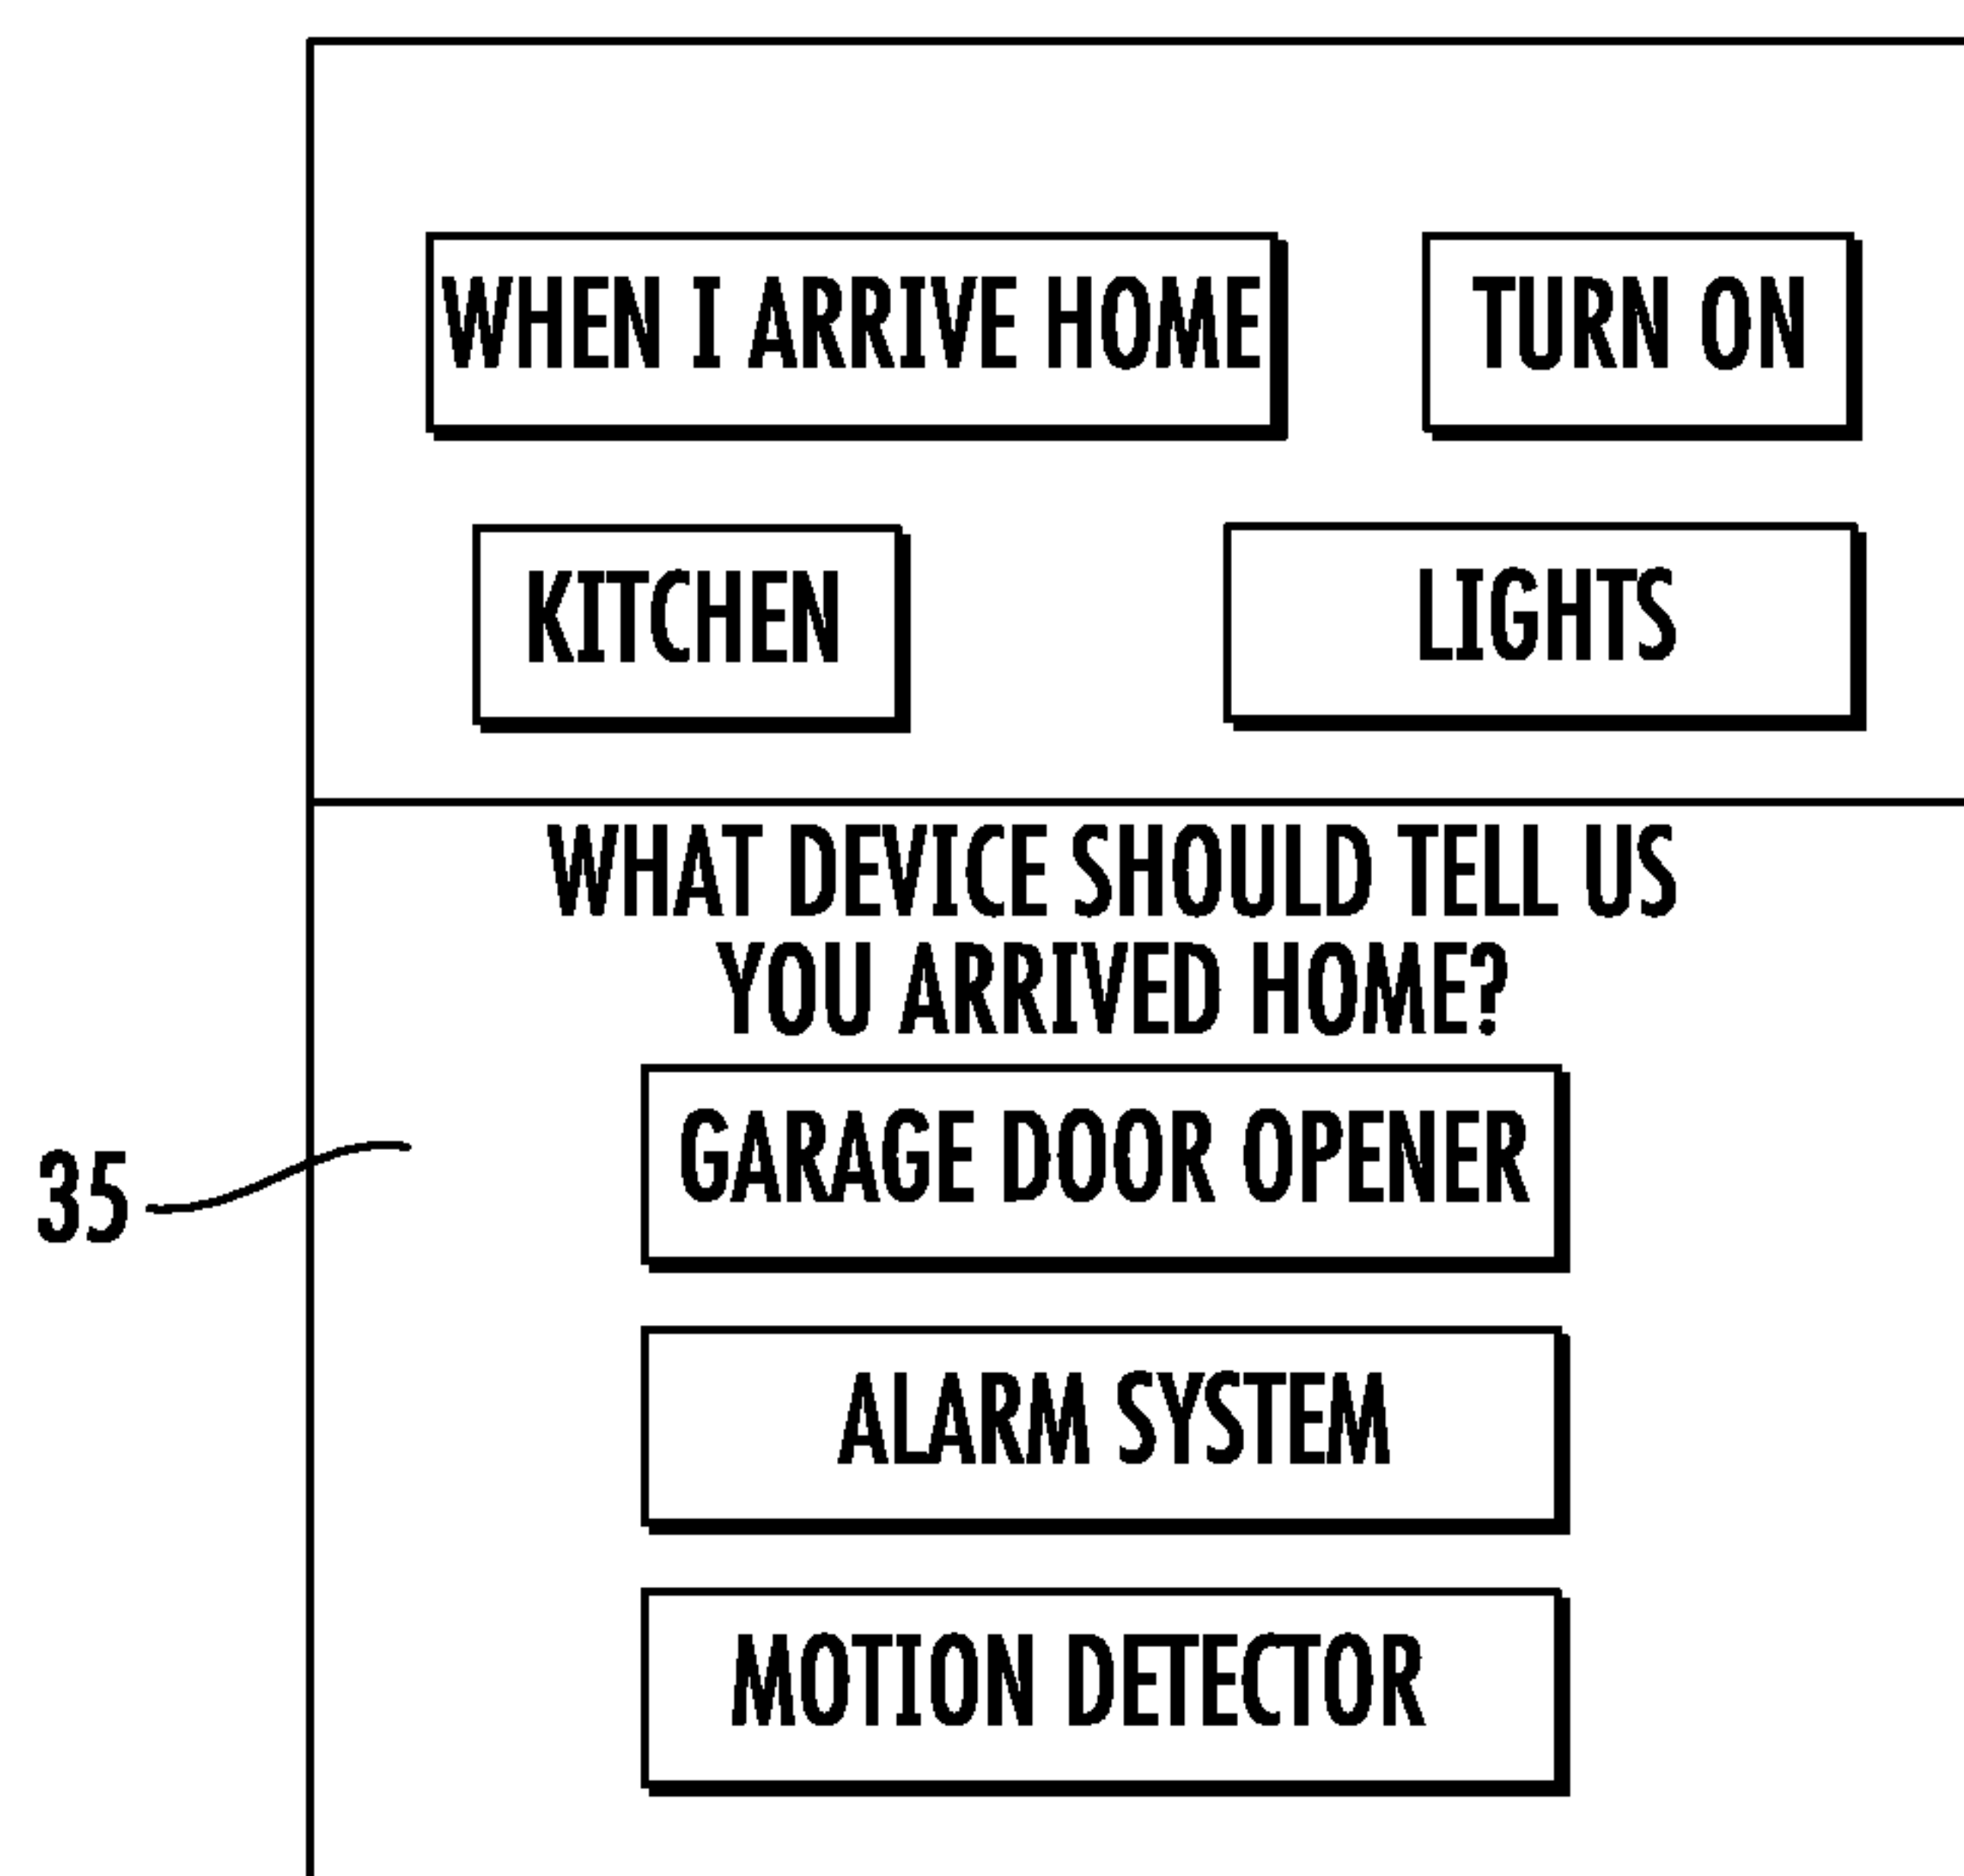 WHEN I ARRIVE HOME TURN ON
KITCHEN LIGHTS
WHAT DEVICE SHOULD TELL US
YOU ARRIVED HOME?
GARAGE DOOR OPENER
35
ALARM SYSTEM
MOTION DETECTOR